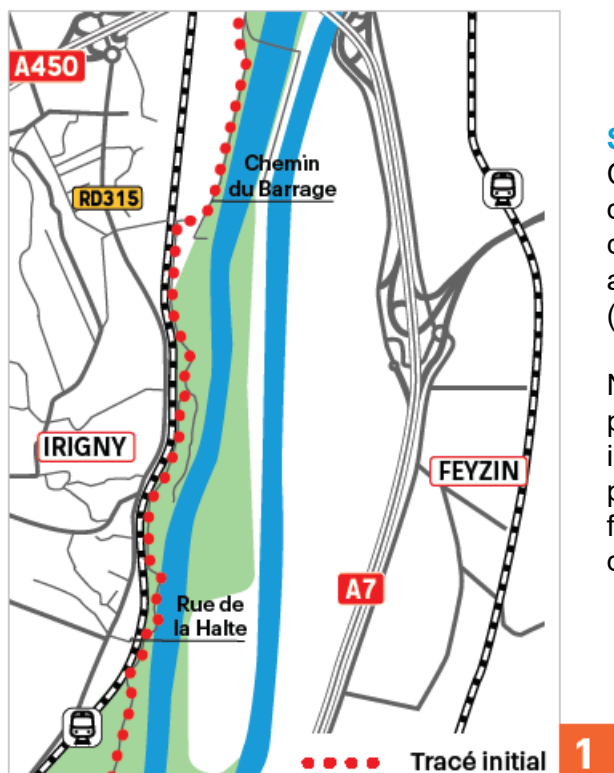 A450
Chemin
du Barrage
RD315
IRIGNY
FEYZIN
A7
Rue de
la Halte
Tracé initial
1